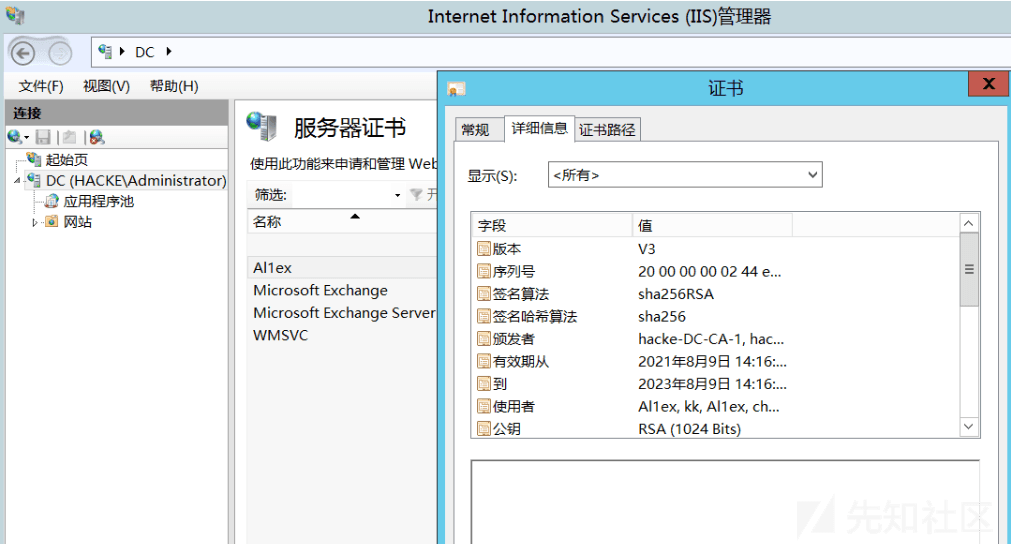 Internet Information Services (IIS)管理器
DC
文件(F) 视图(V) 帮助(H)
连接
起始页
DC (HACKE\Administrator)
应用程序池
网站
服务器证书
使用此功能来申请和管理 Web
筛选:
名称
Al1ex
Microsoft Exchange
Microsoft Exchange Server
WMSVC
证书
常规 详细信息 证书路径
显示(S): <所有>
字段 值
版本 V3
序列号 20 00 00 00 02 44 e...
签名算法 sha256RSA
签名哈希算法 sha256
颁发者 hacke-DC-CA-1, hac...
有效期从 2021年8月9日 14:16:...
到 2023年8月9日 14:16:...
使用者 Al1ex, kk, Al1ex, ch...
公钥 RSA (1024 Bits)
先知社区